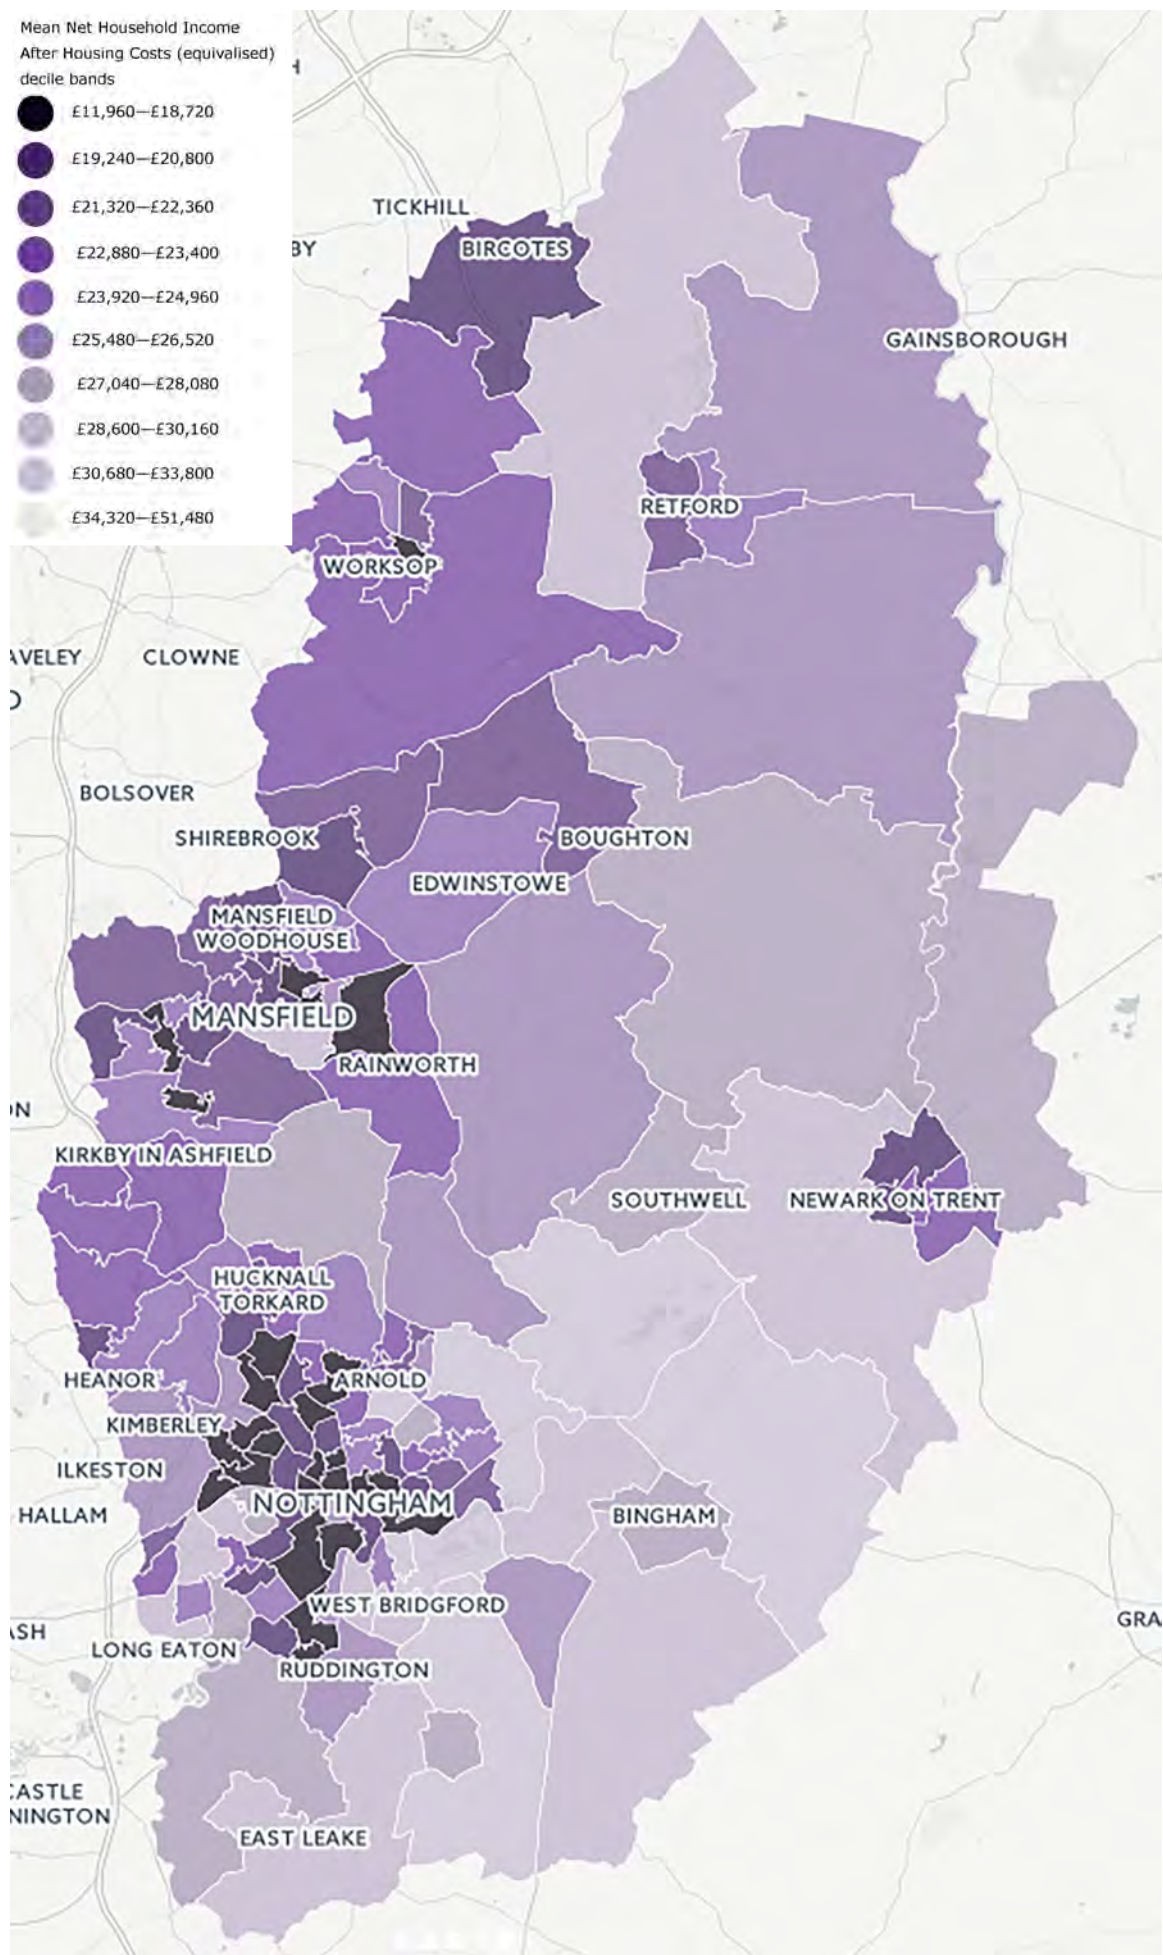 Mean Net Household Income
After Housing Costs (equivalised)
decile bands
£11,960—£18,720
£19,240—£20,800
£21,320—£22,360
£22,880—£23,400
£23,920—£24,960
£25,480—£26,520
£27,040—£28,080
£28,600—£30,160
£30,680—£33,800
£34,320—£51,480
H
TICKHILL
BY
BIRCOTES
GAINSBOROUGH
RETFORD
WORKSOP
AVELEY
CLOWNE
O
BOLSOVER
SHIREBROOK
BOUGHTON
EDWINSTOWE
MANSFIELD
WOODHOUSE
MANSFIELD
RAINWORTH
ON
KIRKBY IN ASHFIELD
SOUTHWELL
NEWARK ON TRENT
HUCKNALL
TORKARD
HEANOR
ARNOLD
KIMBERLEY
ILKESTON
NOTTINGHAM
HALLAM
BINGHAM
WEST BRIDGFORD
GRA
ASH
LONG EATON
RUDDINGTON
CASTLE
NINGTON
EAST LEAKE